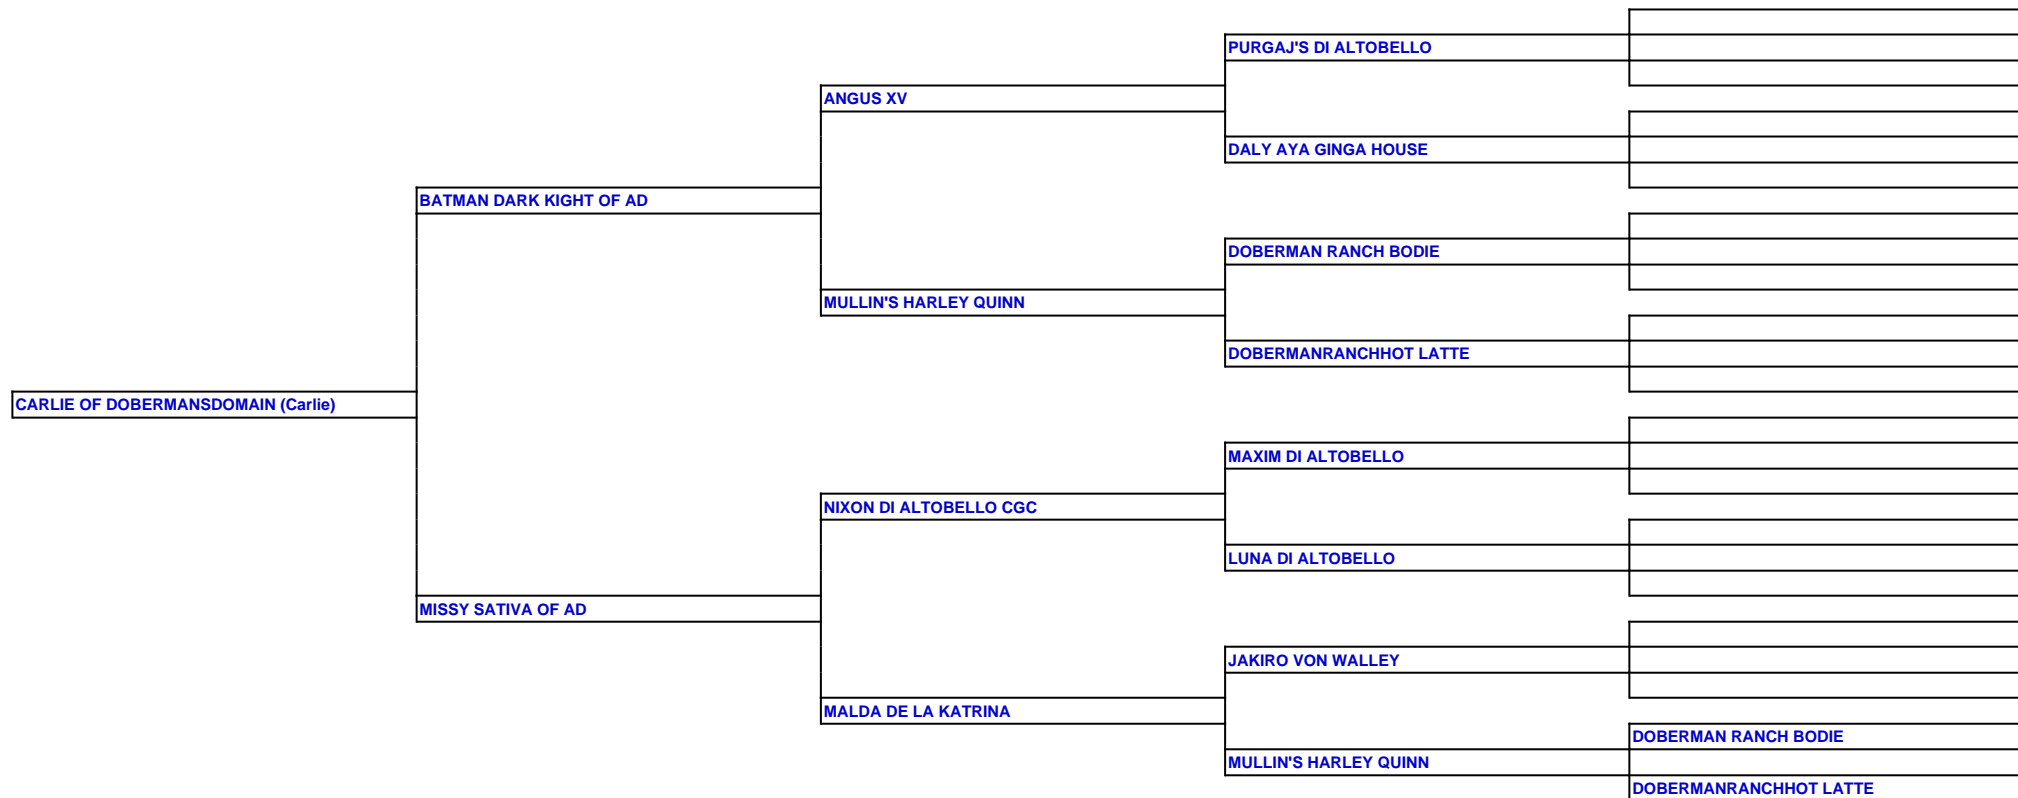 PURGAJ'S DI ALTOBELLO
ANGUS XV
DALY AYA GINGA HOUSE
BATMAN DARK KIGHT OF AD
DOBERMAN RANCH BODIE
MULLIN'S HARLEY QUINN
DOBERMANRANCHHOT LATTE
CARLIE OF DOBERMANSDOMAIN (Carlie)
MAXIM DI ALTOBELLO
NIXON DI ALTOBELLO CGC
LUNA DI ALTOBELLO
MISSY SATIVA OF AD
JAKIRO VON WALLEY
MALDA DE LA KATRINA
DOBERMAN RANCH BODIE
MULLIN'S HARLEY QUINN
DOBERMANRANCHHOT LATTE